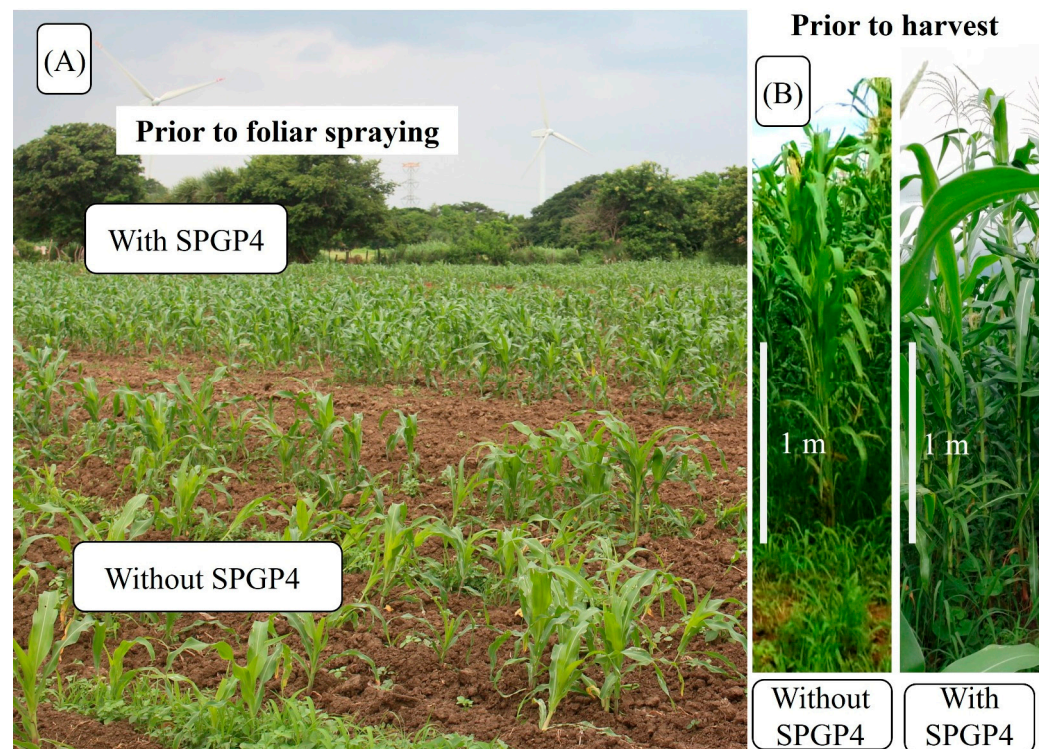 (A)
Prior to foliar spraying
With SPGP4
Without SPGP4
Prior to harvest
(B)
1 m
1 m
Without
SPGP4
With
SPGP4